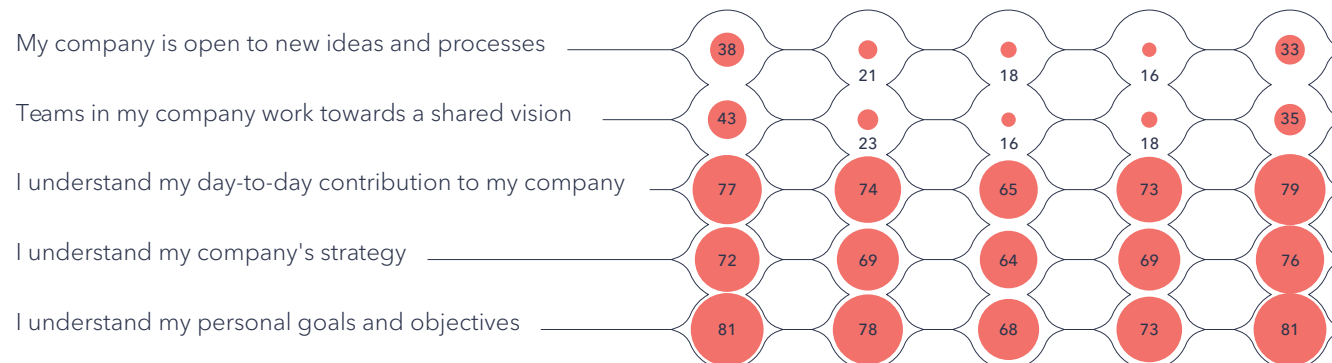 My company is open to new ideas and processes 38 21 18 16 33
Teams in my company work towards a shared vision 43 23 16 18 35
I understand my day-to-day contribution to my company 77 74 65 73 79
I understand my company's strategy 72 69 64 69 76
I understand my personal goals and objectives 81 78 68 73 81